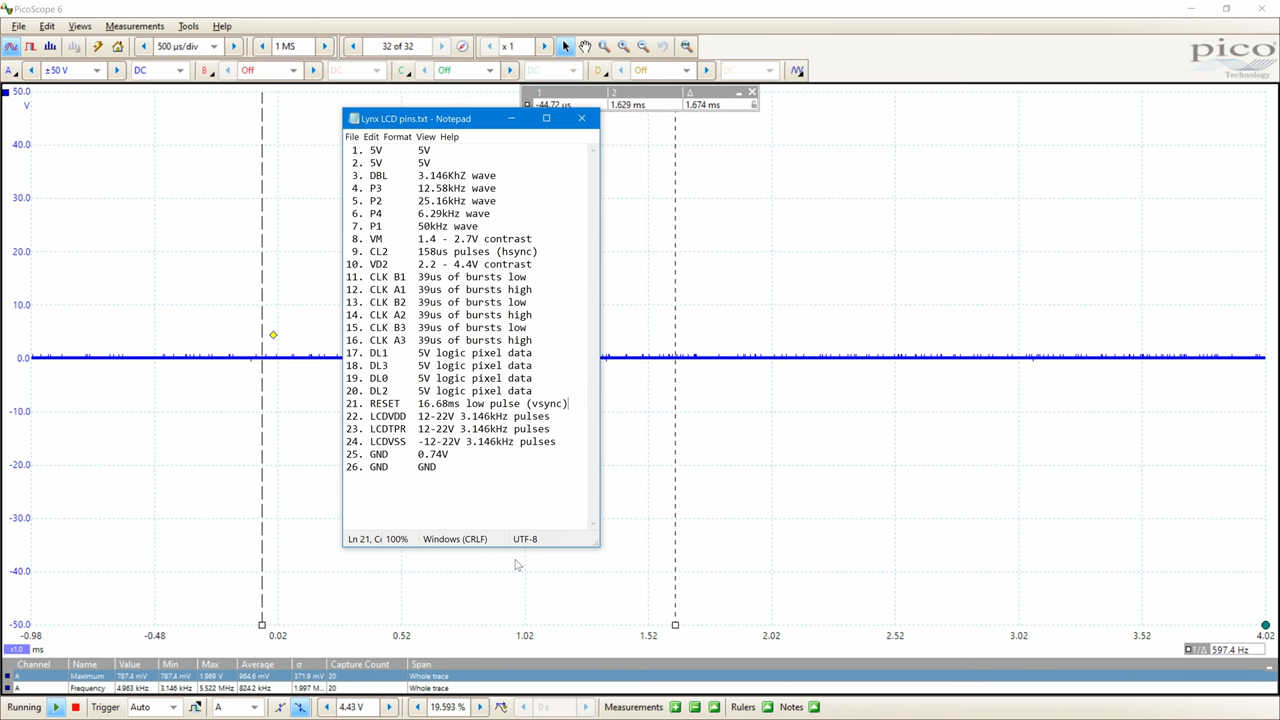 PicoScope 6
File Edit Views Measurements Tools Help
500 µs/div 1 MS 32 of 32 x 1
pico
Technology
A ±50 V DC B Off DC C Off DC D Off DC
1 2 Δ
-44.72 µs 1.629 ms 1.674 ms
50.0
V
40.0
30.0
20.0
10.0
0.0
-10.0
-20.0
-30.0
-40.0
-50.0
Lynx LCD pins.txt - Notepad
File Edit Format View Help
1. 5V 5V
2. 5V 5V
3. DBL 3.146KhZ wave
4. P3 12.58kHz wave
5. P2 25.16kHz wave
6. P4 6.29kHz wave
7. P1 50kHz wave
8. VM 1.4 - 2.7V contrast
9. CL2 158us pulses (hsync)
10. VD2 2.2 - 4.4V contrast
11. CLK B1 39us of bursts low
12. CLK A1 39us of bursts high
13. CLK B2 39us of bursts low
14. CLK A2 39us of bursts high
15. CLK B3 39us of bursts low
16. CLK A3 39us of bursts high
17. DL1 5V logic pixel data
18. DL3 5V logic pixel data
19. DL0 5V logic pixel data
20. DL2 5V logic pixel data
21. RESET 16.68ms low pulse (vsync)
22. LCDVDD 12-22V 3.146kHz pulses
23. LCDTPR 12-22V 3.146kHz pulses
24. LCDVSS -12-22V 3.146kHz pulses
25. GND 0.74V
26. GND GND
Ln 21, Cc 100% Windows (CRLF) UTF-8
-0.98 -0.48 0.02 0.52 1.02 1.52 2.02 2.52 3.02 3.52 4.02
x1.0 ms
1/Δ 597.4 Hz
Channel Name Value Min Max Average σ Capture Count Span
A Maximum 787.4 mV 787.4 mV 1.969 V 964.6 mV 371.9 mV 20 Whole trace
A Frequency 4.963 kHz 3.146 kHz 5.522 MHz 824.2 kHz 1.997 M... 20 Whole trace
Running Trigger Auto A 4.43 V 19.593 % 0 s Measurements Rulers Notes